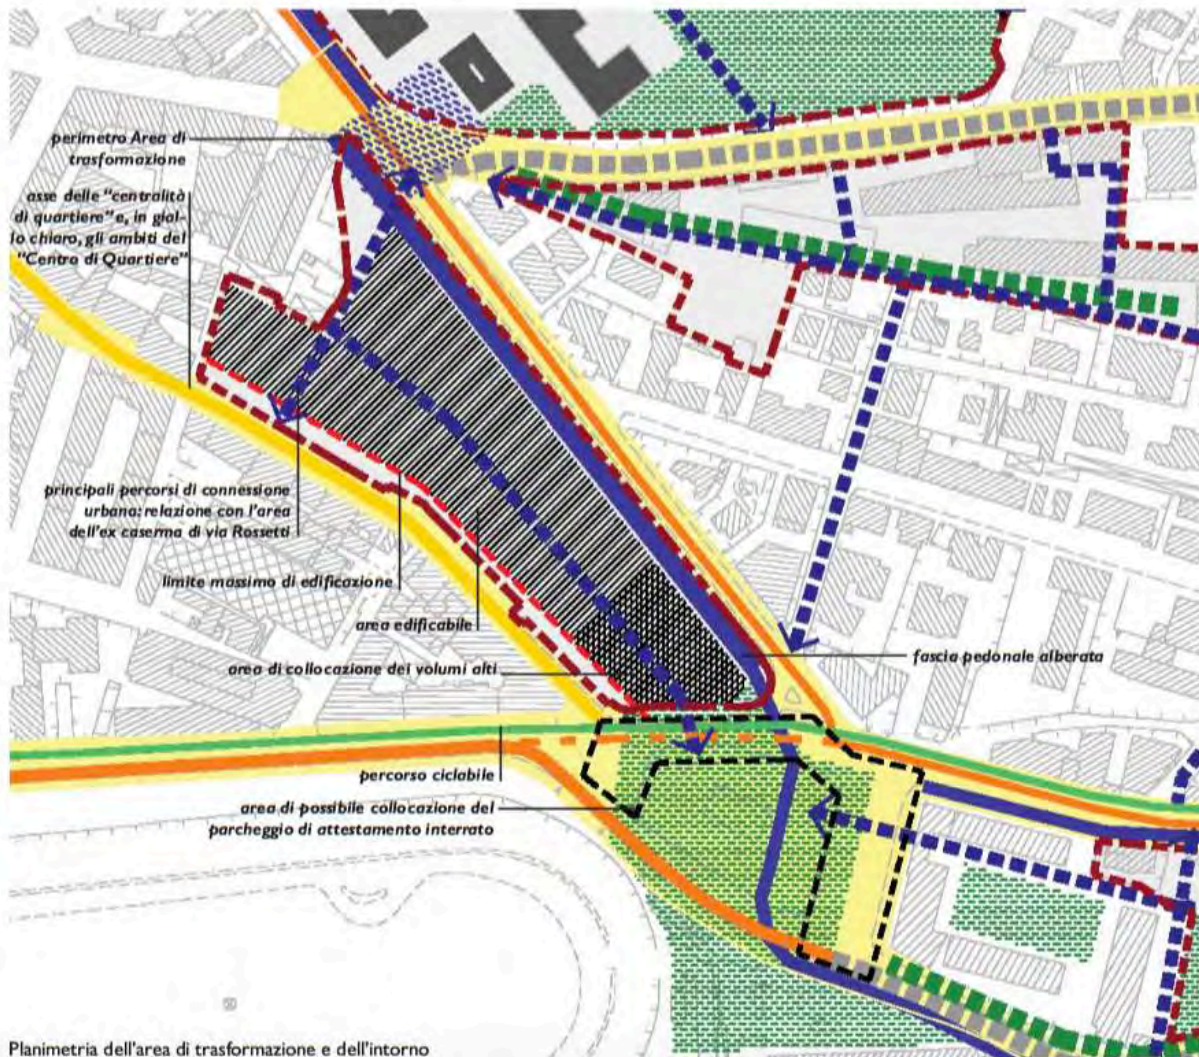 perimetro Area di
trasformazione
asse delle "centralità
di quartiere" e, in gial-
lo chiaro, gli ambiti del
"Centro di Quartiere"
principali percorsi di connessione
urbana: relazione con l'area
dell'ex caserma di via Rossetti
limite massimo di edificazione
area edificabile
area di collocazione dei volumi alti
fascia pedonale alberata
percorso ciclabile
area di possibile collocazione del
parcheggio di attestamento interrato
Planimetria dell'area di trasformazione e dell'intorno